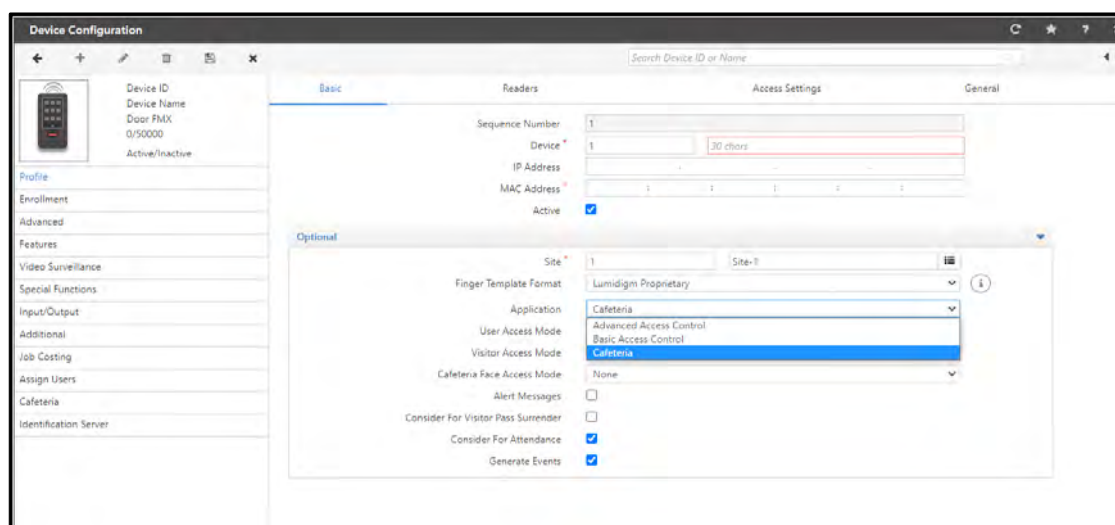 Device Configuration
Search Device ID or Name
Device ID
Device Name
Door FMX
0/50000
Active/Inactive
Profile
Enrollment
Advanced
Features
Video Surveillance
Special Functions
Input/Output
Additional
Job Costing
Assign Users
Cafeteria
Identification Server
Basic Readers Access Settings General
Sequence Number 1
Device * 1 30 chars
IP Address . . .
MAC Address * : : : : :
Active
Optional
Site * 1 Site-1
Finger Template Format Lumidigm Proprietary
Application Cafeteria
Advanced Access Control
User Access Mode Basic Access Control
Visitor Access Mode Cafeteria
Cafeteria Face Access Mode None
Alert Messages
Consider For Visitor Pass Surrender
Consider For Attendance
Generate Events